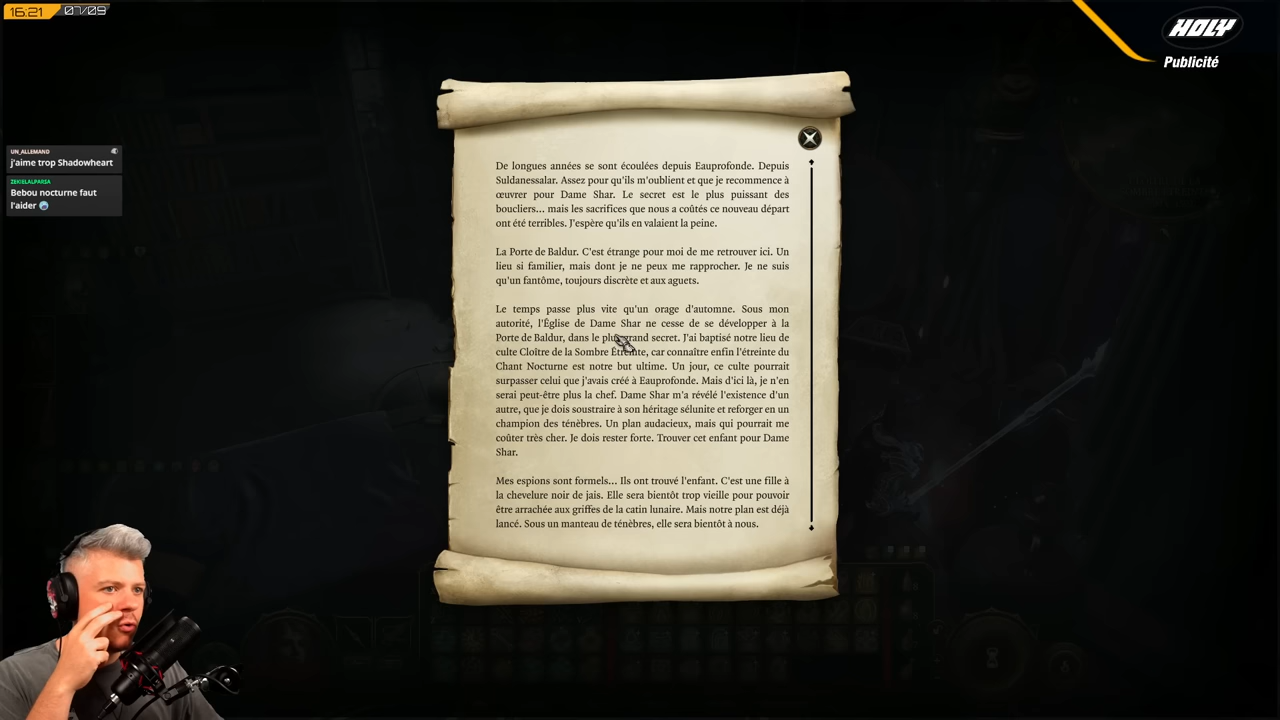 16:21 07/09
HOLY
Publicité
UN_ALLEMAND
j'aime trop Shadowheart
ZEKIELALPARSA
Bebou nocturne faut
l'aider
De longues années se sont écoulées depuis Eauprofonde. Depuis
Suldanessalar. Assez pour qu'ils m'oublient et que je recommence à
œuvrer pour Dame Shar. Le secret est le plus puissant des
boucliers... mais les sacrifices que nous a coûtés ce nouveau départ
ont été terribles. J'espère qu'ils en valaient la peine.
La Porte de Baldur. C'est étrange pour moi de me retrouver ici. Un
lieu si familier, mais dont je ne peux me rapprocher. Je ne suis
qu'un fantôme, toujours discrète et aux aguets.
Le temps passe plus vite qu'un orage d'automne. Sous mon
autorité, l'Église de Dame Shar ne cesse de se développer à la
Porte de Baldur, dans le plus grand secret. J'ai baptisé notre lieu de
culte Cloître de la Sombre Étreinte, car connaître enfin l'étreinte du
Chant Nocturne est notre but ultime. Un jour, ce culte pourrait
surpasser celui que j'avais créé à Eauprofonde. Mais d'ici là, je n'en
serai peut-être plus la chef. Dame Shar m'a révélé l'existence d'un
autre, que je dois soustraire à son héritage sélunite et reforger en un
champion des ténèbres. Un plan audacieux, mais qui pourrait me
coûter très cher. Je dois rester forte. Trouver cet enfant pour Dame
Shar.
Mes espions sont formels... Ils ont trouvé l'enfant. C'est une fille à
la chevelure noir de jais. Elle sera bientôt trop vieille pour pouvoir
être arrachée aux griffes de la catin lunaire. Mais notre plan est déjà
lancé. Sous un manteau de ténèbres, elle sera bientôt à nous.